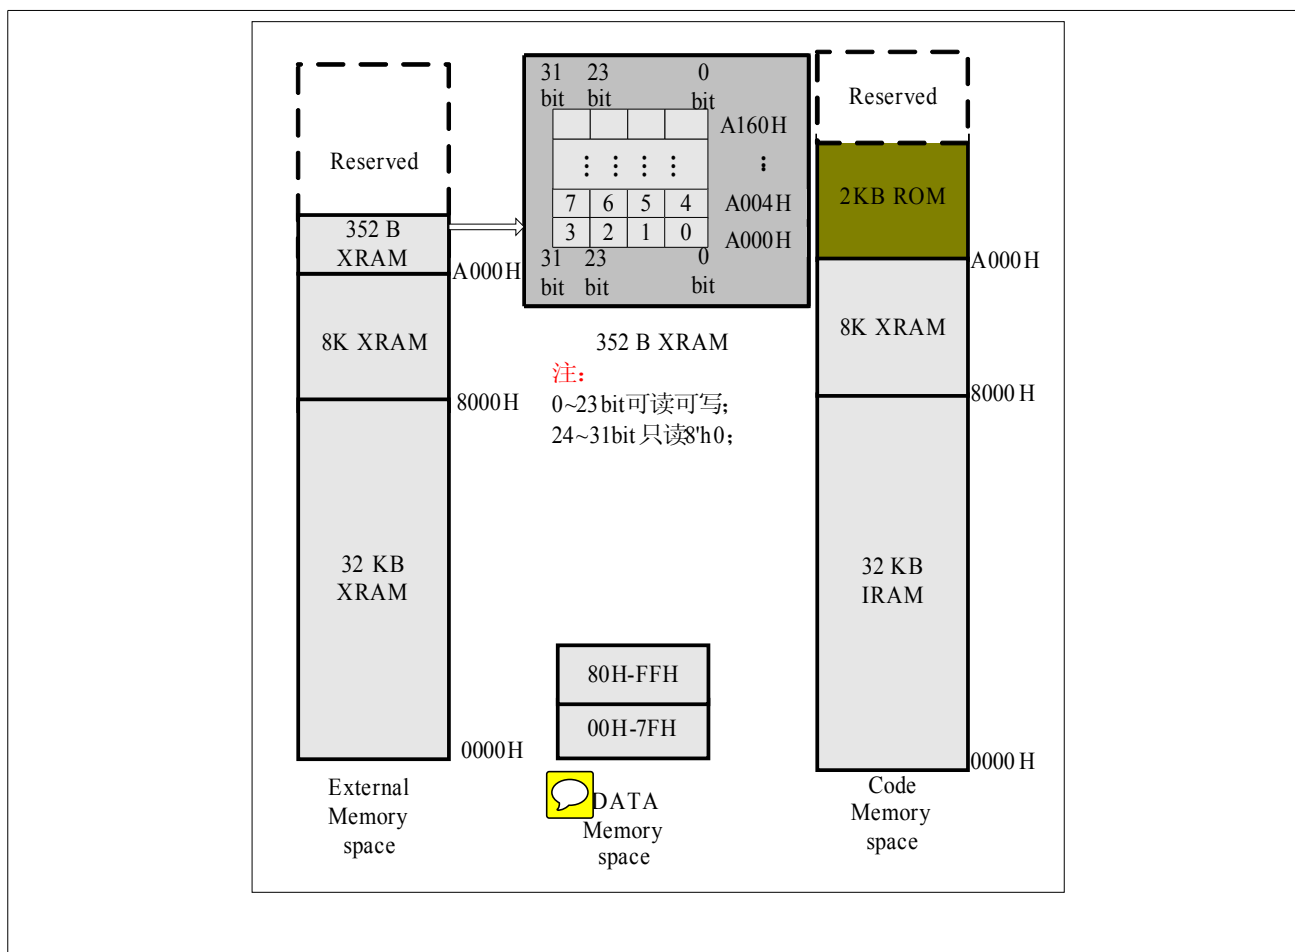 Reserved
352 B
XRAM
A000H
8K XRAM
8000H
32 KB
XRAM
0000H
External
Memory
space
31
bit
23
bit
0
bit
A160H
7 6 5 4
A004H
3 2 1 0
A000H
31
bit
23
bit
0
bit
352 B XRAM
注:
0~23bit可读可写;
24~31bit 只读8'h0;
80H-FFH
00H-7FH
DATA
Memory
space
Reserved
2KB ROM
A000H
8K XRAM
8000H
32 KB
IRAM
0000H
Code
Memory
space